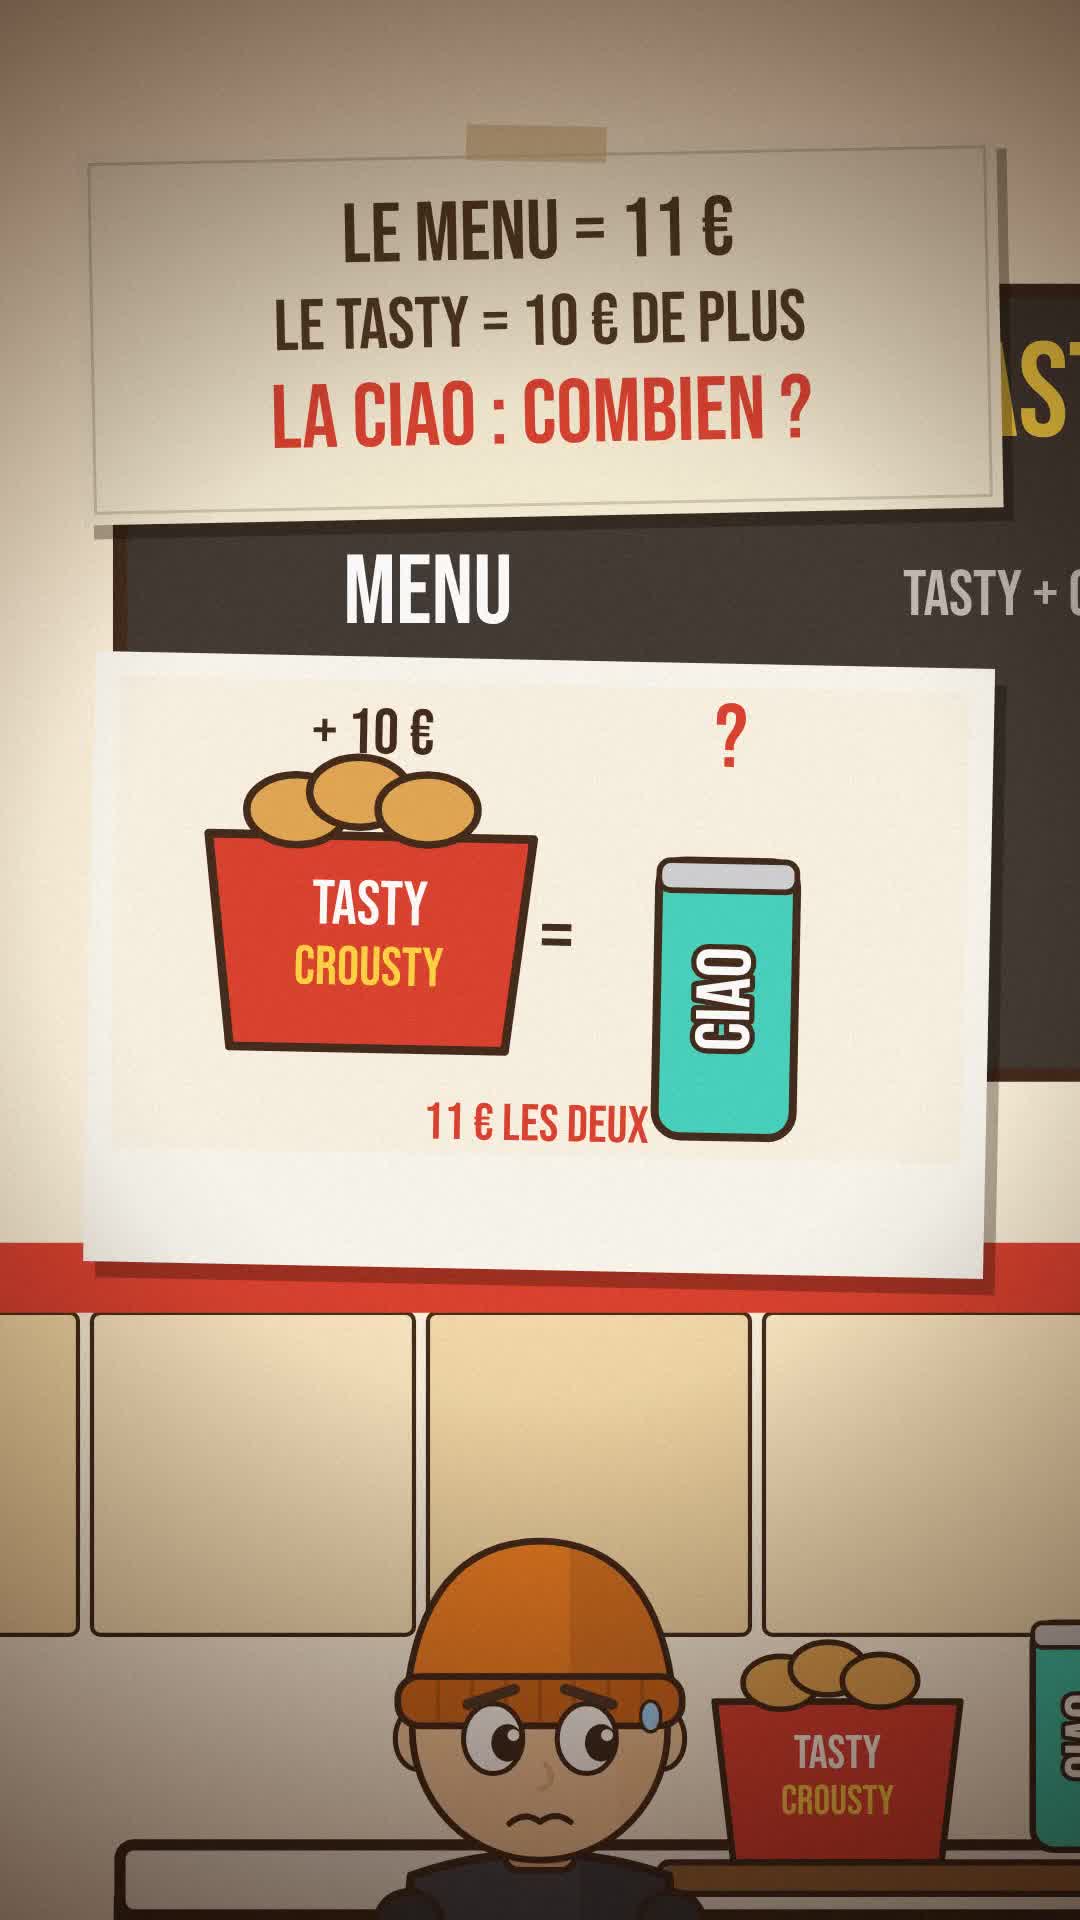 LE MENU = 11 €
LE TASTY = 10 € DE PLUS
LA CIAO : COMBIEN ?
MENU
TASTY +
+ 10 €
?
TASTY
CROUSTY
=
CIAO
11 € LES DEUX
TASTY
CROUSTY